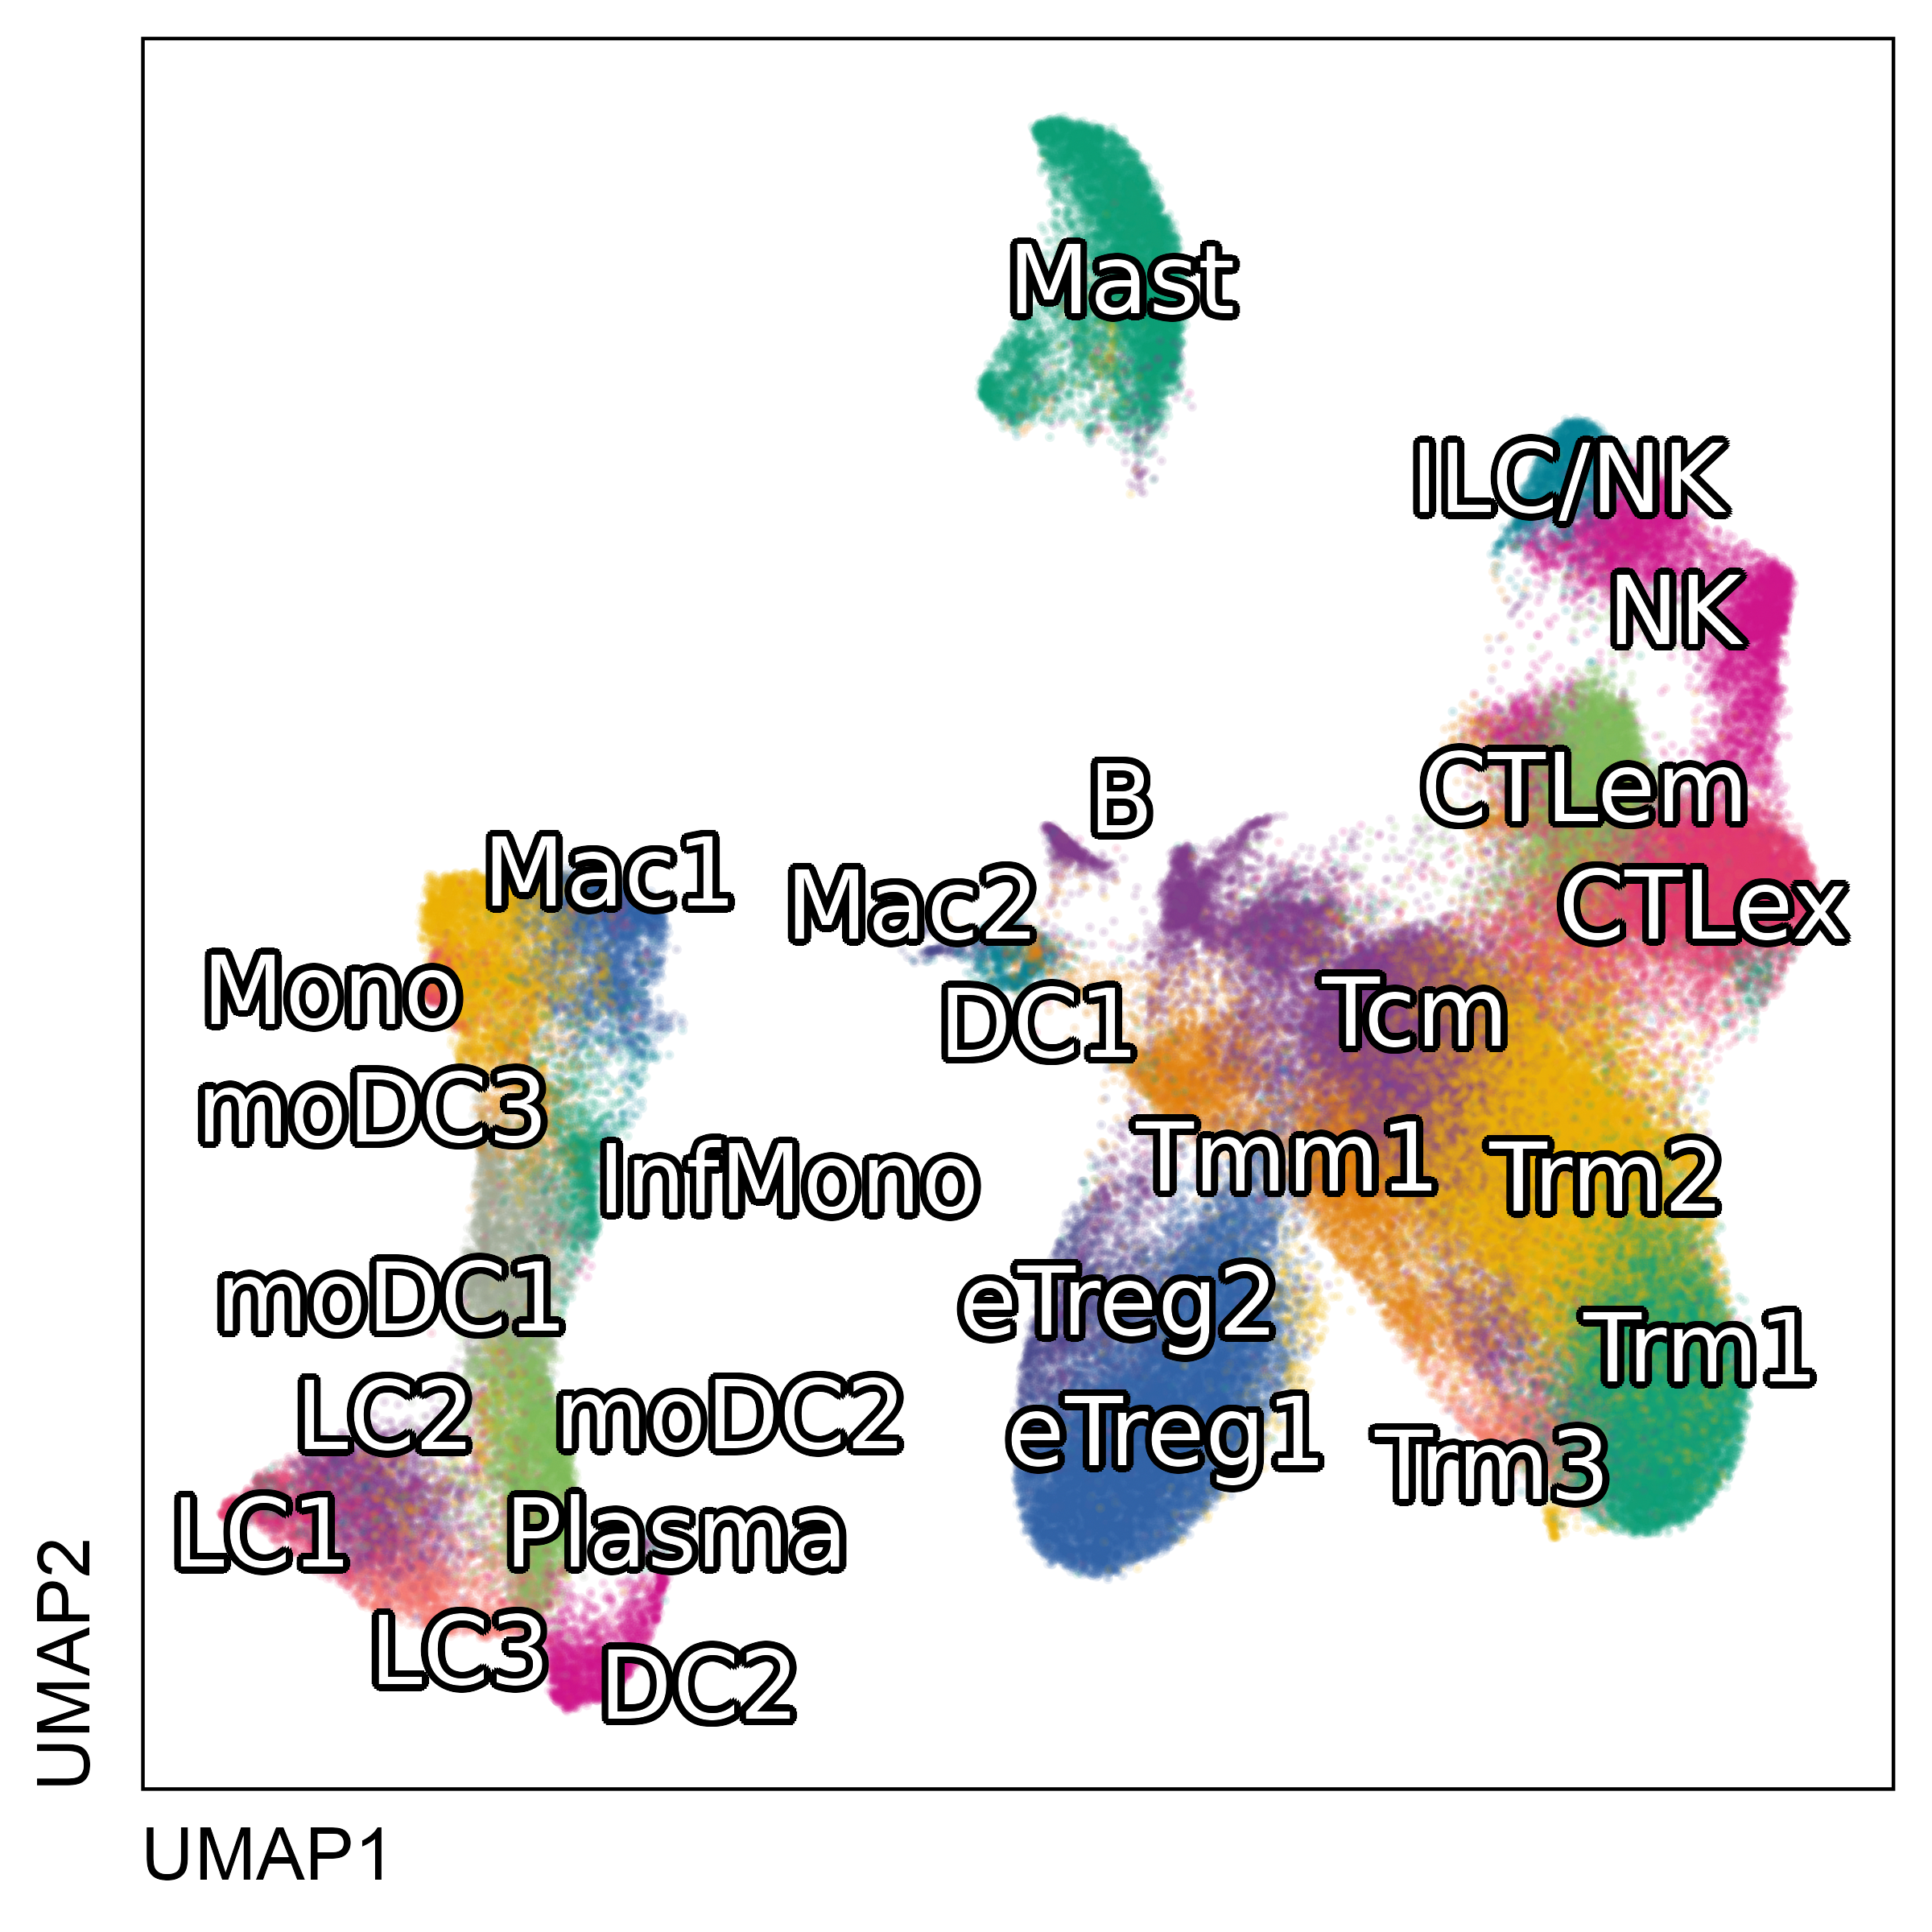 Mast
ILC/NK
NK
B
CTLem
Mac1
Mac2
CTLex
Mono
DC1
Tcm
moDC3
InfMono
Tmm1
Trm2
moDC1
eTreg2
Trm1
LC2
moDC2
eTreg1
Trm3
LC1
Plasma
LC3
DC2
UMAP2
UMAP1